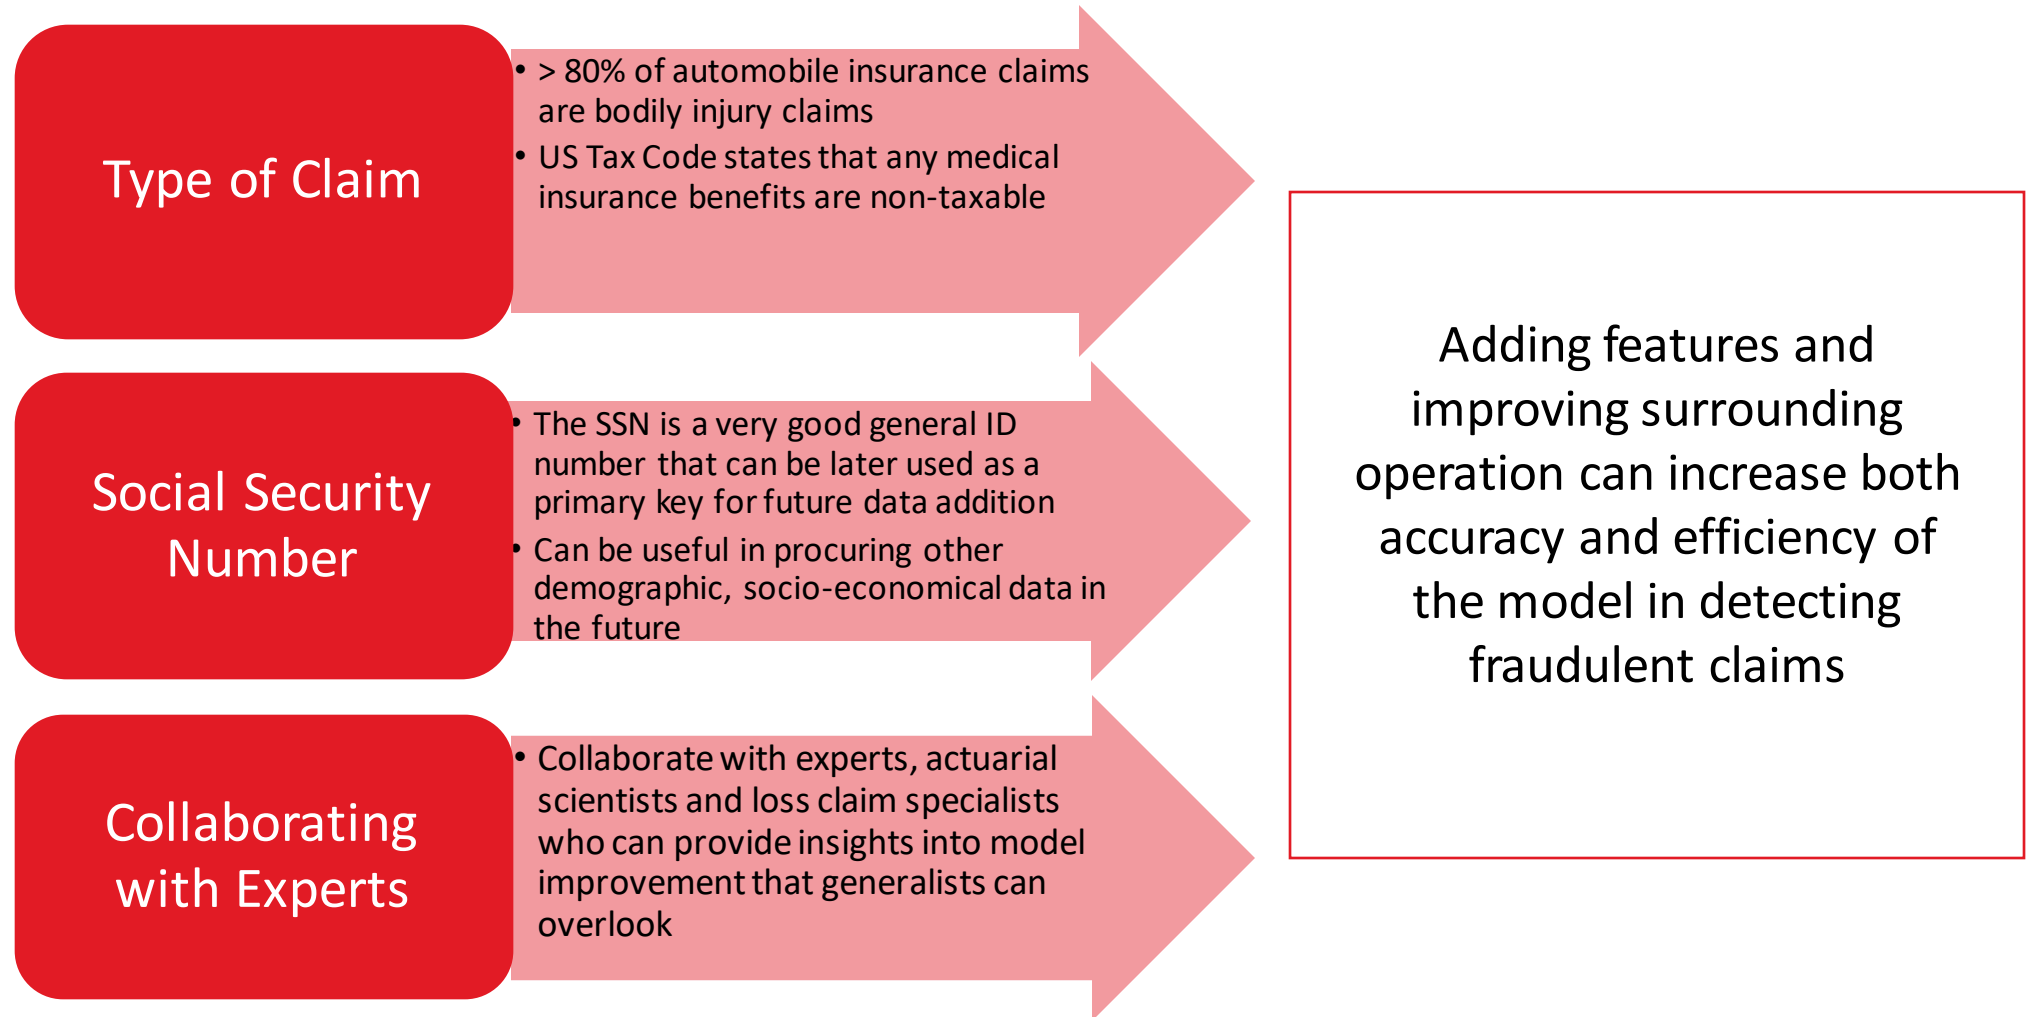 Type of Claim
• > 80% of automobile insurance claims
are bodily injury claims
• US Tax Code states that any medical
insurance benefits are non-taxable
Social Security
Number
• The SSN is a very good general ID
number that can be later used as a
primary key for future data addition
• Can be useful in procuring other
demographic, socio-economical data in
the future
Collaborating
with Experts
• Collaborate with experts, actuarial
scientists and loss claim specialists
who can provide insights into model
improvement that generalists can
overlook
Adding features and
improving surrounding
operation can increase both
accuracy and efficiency of
the model in detecting
fraudulent claims